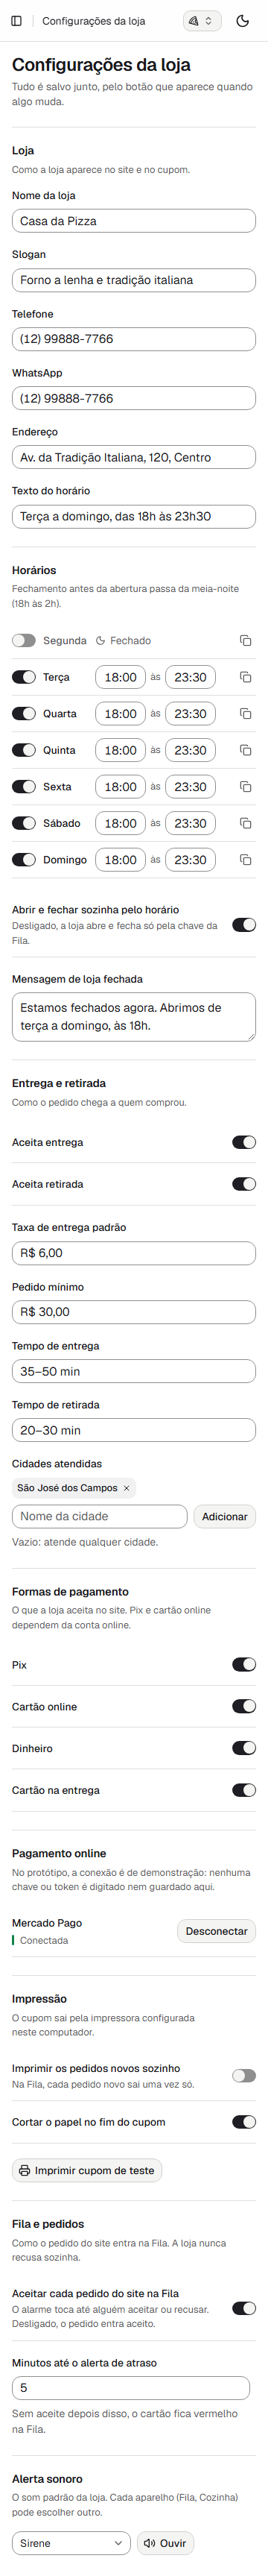 Configurações da loja
Configurações da loja
Tudo é salvo junto, pelo botão que aparece quando
algo muda.
Loja
Como a loja aparece no site e no cupom.
Nome da loja
Casa da Pizza
Slogan
Forno a lenha e tradição italiana
Telefone
(12) 99888-7766
WhatsApp
(12) 99888-7766
Endereço
Av. da Tradição Italiana, 120, Centro
Texto do horário
Terça a domingo, das 18h às 23h30
Horários
Fechamento antes da abertura passa da meia-noite
(18h às 2h).
Segunda Fechado
Terça 18:00 às 23:30
Quarta 18:00 às 23:30
Quinta 18:00 às 23:30
Sexta 18:00 às 23:30
Sábado 18:00 às 23:30
Domingo 18:00 às 23:30
Abrir e fechar sozinha pelo horário
Desligado, a loja abre e fecha só pela chave da
Fila.
Mensagem de loja fechada
Estamos fechados agora. Abrimos de
terça a domingo, às 18h.
Entrega e retirada
Como o pedido chega a quem comprou.
Aceita entrega
Aceita retirada
Taxa de entrega padrão
R$ 6,00
Pedido mínimo
R$ 30,00
Tempo de entrega
35–50 min
Tempo de retirada
20–30 min
Cidades atendidas
São José dos Campos ×
Nome da cidade Adicionar
Vazio: atende qualquer cidade.
Formas de pagamento
O que a loja aceita no site. Pix e cartão online
dependem da conta online.
Pix
Cartão online
Dinheiro
Cartão na entrega
Pagamento online
No protótipo, a conexão é de demonstração: nenhuma
chave ou token é digitado nem guardado aqui.
Mercado Pago
Conectada
Desconectar
Impressão
O cupom sai pela impressora configurada
neste computador.
Imprimir os pedidos novos sozinho
Na Fila, cada pedido novo sai uma vez só.
Cortar o papel no fim do cupom
Imprimir cupom de teste
Fila e pedidos
Como o pedido do site entra na Fila. A loja nunca
recusa sozinha.
Aceitar cada pedido do site na Fila
O alarme toca até alguém aceitar ou recusar.
Desligado, o pedido entra aceito.
Minutos até o alerta de atraso
5
Sem aceite depois disso, o cartão fica vermelho
na Fila.
Alerta sonoro
O som padrão da loja. Cada aparelho (Fila, Cozinha)
pode escolher outro.
Sirene Ouvir